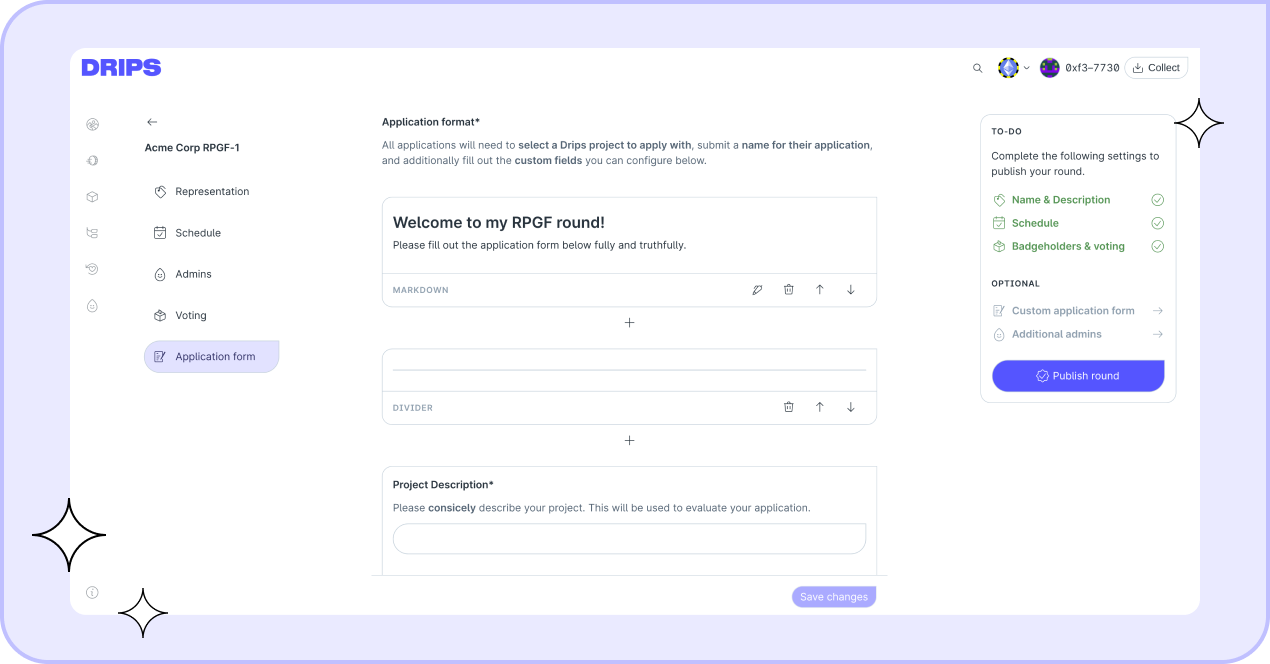 DRIPS
0xf3–7730
Collect
Acme Corp RPGF-1
Representation
Schedule
Admins
Voting
Application form
Application format*
All applications will need to select a Drips project to apply with, submit a name for their application,
and additionally fill out the custom fields you can configure below.
Welcome to my RPGF round!
Please fill out the application form below fully and truthfully.
MARKDOWN
DIVIDER
Project Description*
Please consicely describe your project. This will be used to evaluate your application.
Save changes
TO-DO
Complete the following settings to
publish your round.
Name & Description
Schedule
Badgeholders & voting
OPTIONAL
Custom application form
Additional admins
Publish round